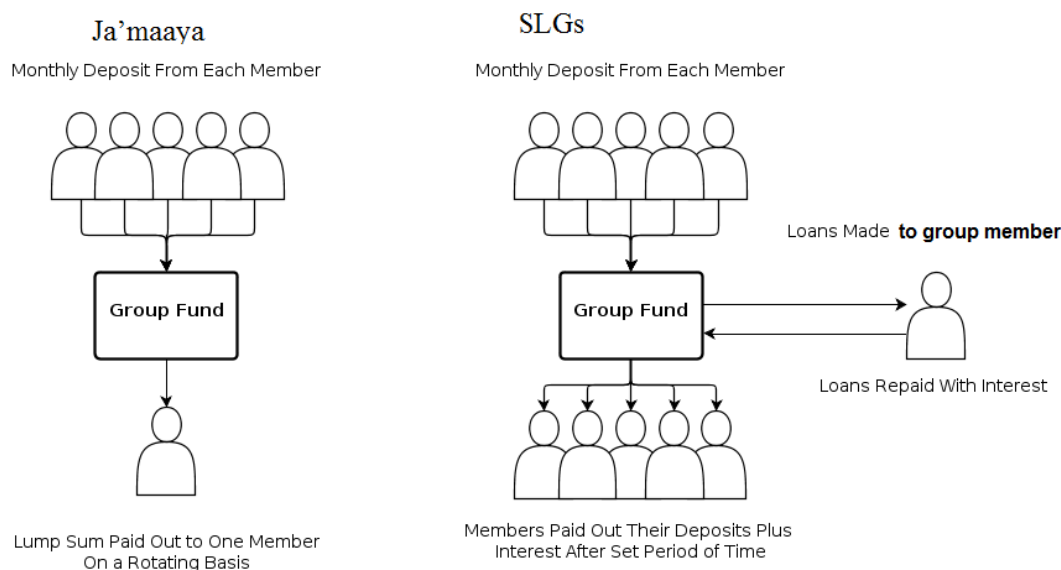 Ja’maaya
Monthly Deposit From Each Member
Group Fund
Lump Sum Paid Out to One Member
On a Rotating Basis
SLGs
Monthly Deposit From Each Member
Loans Made to group member
Group Fund
Loans Repaid With Interest
Members Paid Out Their Deposits Plus
Interest After Set Period of Time